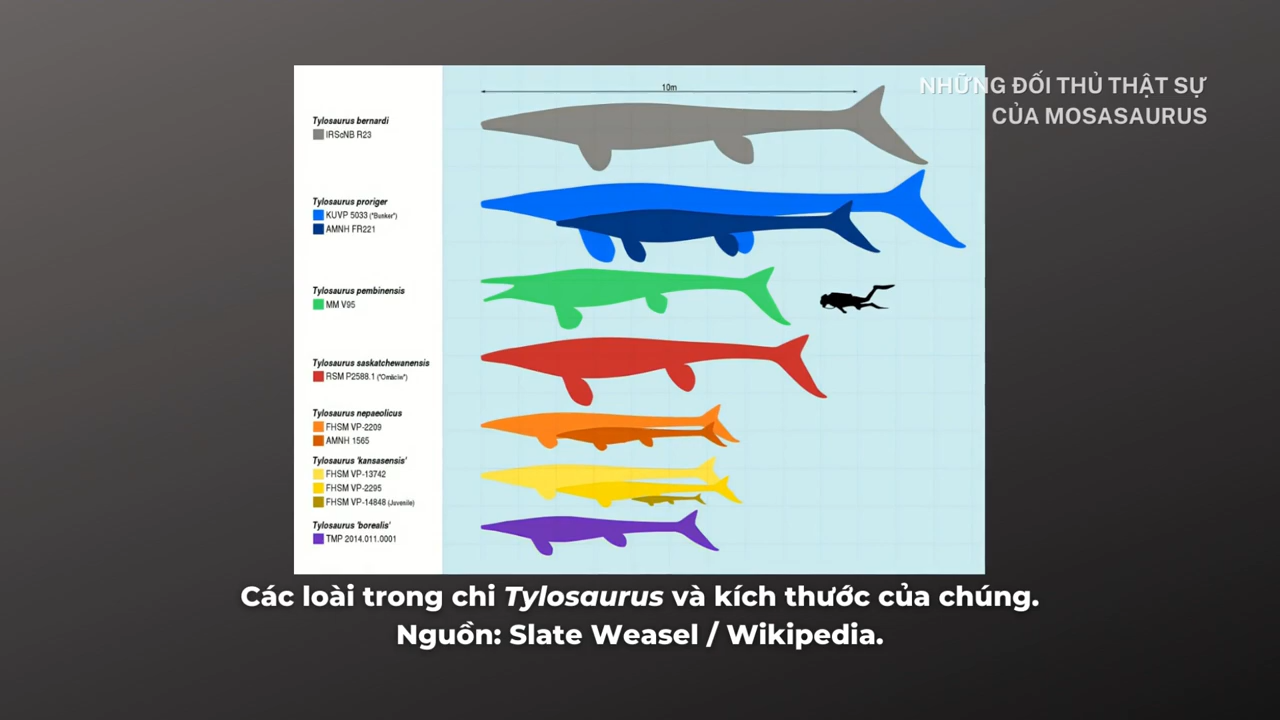 NHỮNG ĐỐI THỦ THẬT SỰ
CỦA MOSASAURUS
10m
Tylosaurus bernardi
IRScNB R23
Tylosaurus proriger
KUVP 5033 ("Bunker")
AMNH FR221
Tylosaurus pembinensis
MM V95
Tylosaurus saskatchewanensis
RSM P2588.1 ("Omācīw")
Tylosaurus nepaeolicus
FHSM VP-2209
AMNH 1565
Tylosaurus 'kansasensis'
FHSM VP-13742
FHSM VP-2295
FHSM VP-14848 (Juvenile)
Tylosaurus 'borealis'
TMP 2014.011.0001
Các loài trong chi Tylosaurus và kích thước của chúng.
Nguồn: Slate Weasel / Wikipedia.